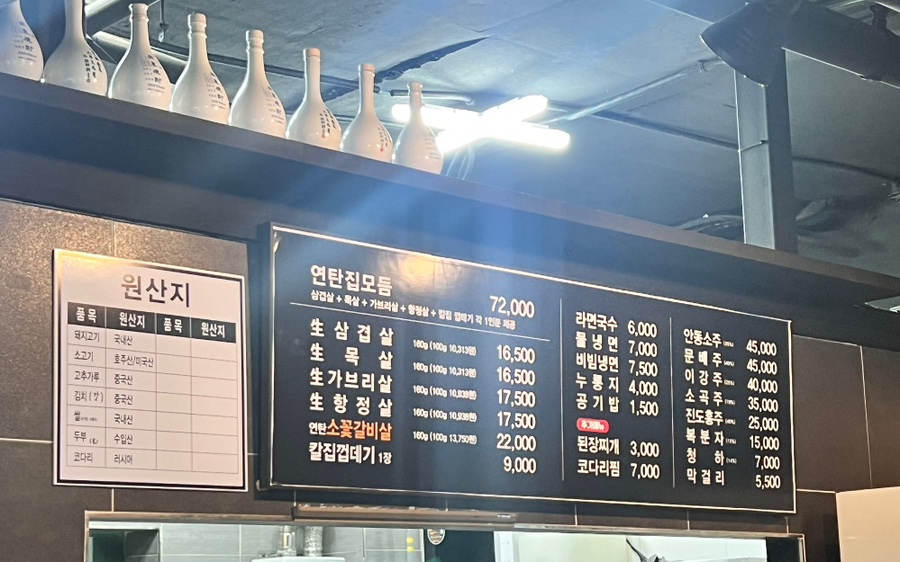 원산지
품목 원산지 품목 원산지
돼지고기 국내산
소고기 호주산/미국산
고추가루 중국산
김치 중국산
쌀 국내산
두부 수입산
코다리 러시아
연탄집모듬 72,000
삼겹살 + 목살 + 가브리살 + 항정살 + 칼집 껍데기 각 1인분 제공
生삼겹살 160g (100g 10,313원) 16,500
生목살 160g (100g 10,313원) 16,500
生가브리살 160g (100g 10,938원) 17,500
生항정살 160g (100g 10,938원) 17,500
연탄소꽃갈비살 160g (100g 13,750원) 22,000
칼집껍데기 1장 9,000
라면국수 6,000
물냉면 7,000
비빔냉면 7,500
누룽지 4,000
공기밥 1,500
추가메뉴
된장찌개 3,000
코다리찜 7,000
안동소주 45,000
문배주 45,000
이강주 40,000
소곡주 35,000
진도홍주 25,000
복분자 15,000
청하 7,000
막걸리 5,500